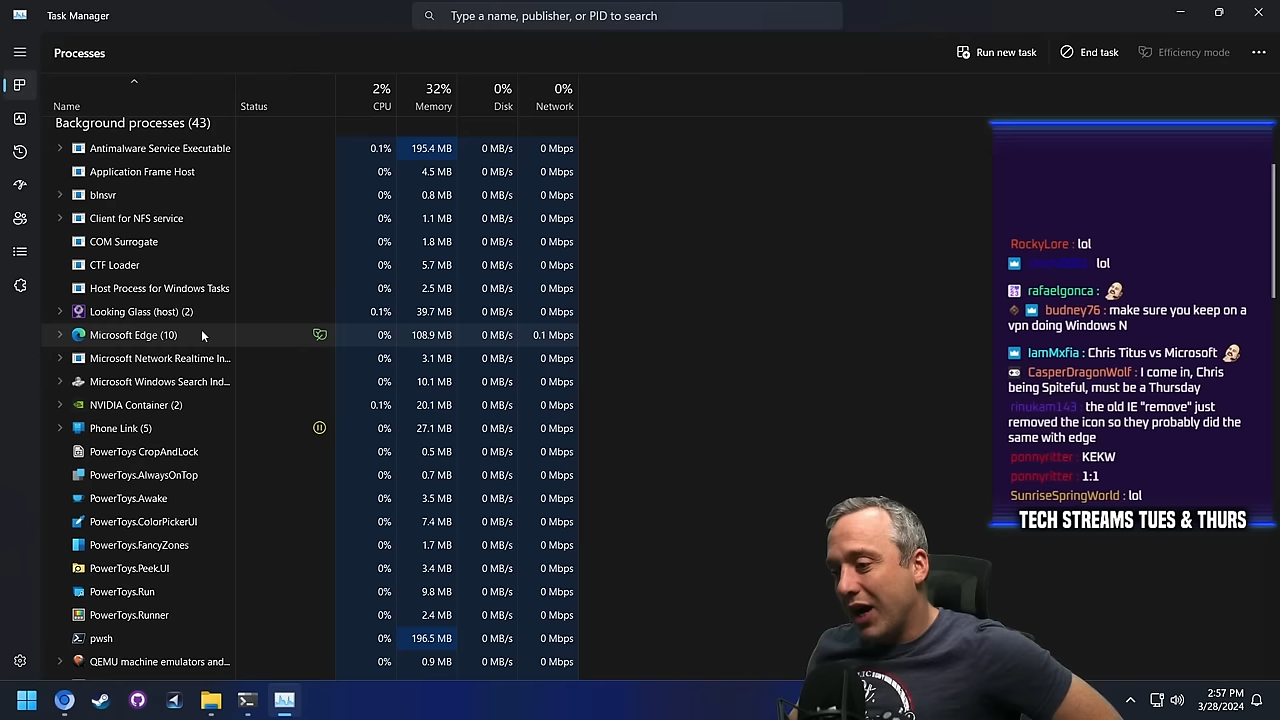 Task Manager
Type a name, publisher, or PID to search
Processes
Run new task
End task
Efficiency mode
2% 32% 0% 0%
Name Status CPU Memory Disk Network
Background processes (43)
Antimalware Service Executable 0.1% 195.4 MB 0 MB/s 0 Mbps
Application Frame Host 0% 4.5 MB 0 MB/s 0 Mbps
blnsvr 0% 0.8 MB 0 MB/s 0 Mbps
Client for NFS service 0% 1.1 MB 0 MB/s 0 Mbps
COM Surrogate 0% 1.8 MB 0 MB/s 0 Mbps
CTF Loader 0% 5.7 MB 0 MB/s 0 Mbps
Host Process for Windows Tasks 0% 2.5 MB 0 MB/s 0 Mbps
Looking Glass (host) (2) 0.1% 39.7 MB 0 MB/s 0 Mbps
Microsoft Edge (10) 0% 108.9 MB 0 MB/s 0.1 Mbps
Microsoft Network Realtime In... 0% 3.1 MB 0 MB/s 0 Mbps
Microsoft Windows Search Ind... 0% 10.1 MB 0 MB/s 0 Mbps
NVIDIA Container (2) 0.1% 20.1 MB 0 MB/s 0 Mbps
Phone Link (5) 0% 27.1 MB 0 MB/s 0 Mbps
PowerToys CropAndLock 0% 0.5 MB 0 MB/s 0 Mbps
PowerToys.AlwaysOnTop 0% 0.7 MB 0 MB/s 0 Mbps
PowerToys.Awake 0% 3.5 MB 0 MB/s 0 Mbps
PowerToys.ColorPickerUI 0% 7.4 MB 0 MB/s 0 Mbps
PowerToys.FancyZones 0% 1.7 MB 0 MB/s 0 Mbps
PowerToys.Peek.UI 0% 3.4 MB 0 MB/s 0 Mbps
PowerToys.Run 0% 9.8 MB 0 MB/s 0 Mbps
PowerToys.Runner 0% 2.4 MB 0 MB/s 0 Mbps
pwsh 0% 196.5 MB 0 MB/s 0 Mbps
QEMU machine emulators and... 0% 0.9 MB 0 MB/s 0 Mbps
RockyLore : lol
lol
rafaelgonca :
budney76 : make sure you keep on a
vpn doing Windows N
IamMxfia : Chris Titus vs Microsoft
CasperDragonWolf : I come in, Chris
being Spiteful, must be a Thursday
rinukam143 : the old IE "remove" just
removed the icon so they probably did the
same with edge
ponnyritter : KEKW
ponnyritter : 1:1
SunriseSpringWorld : lol
TECH STREAMS TUES & THURS
2:57 PM
3/28/2024